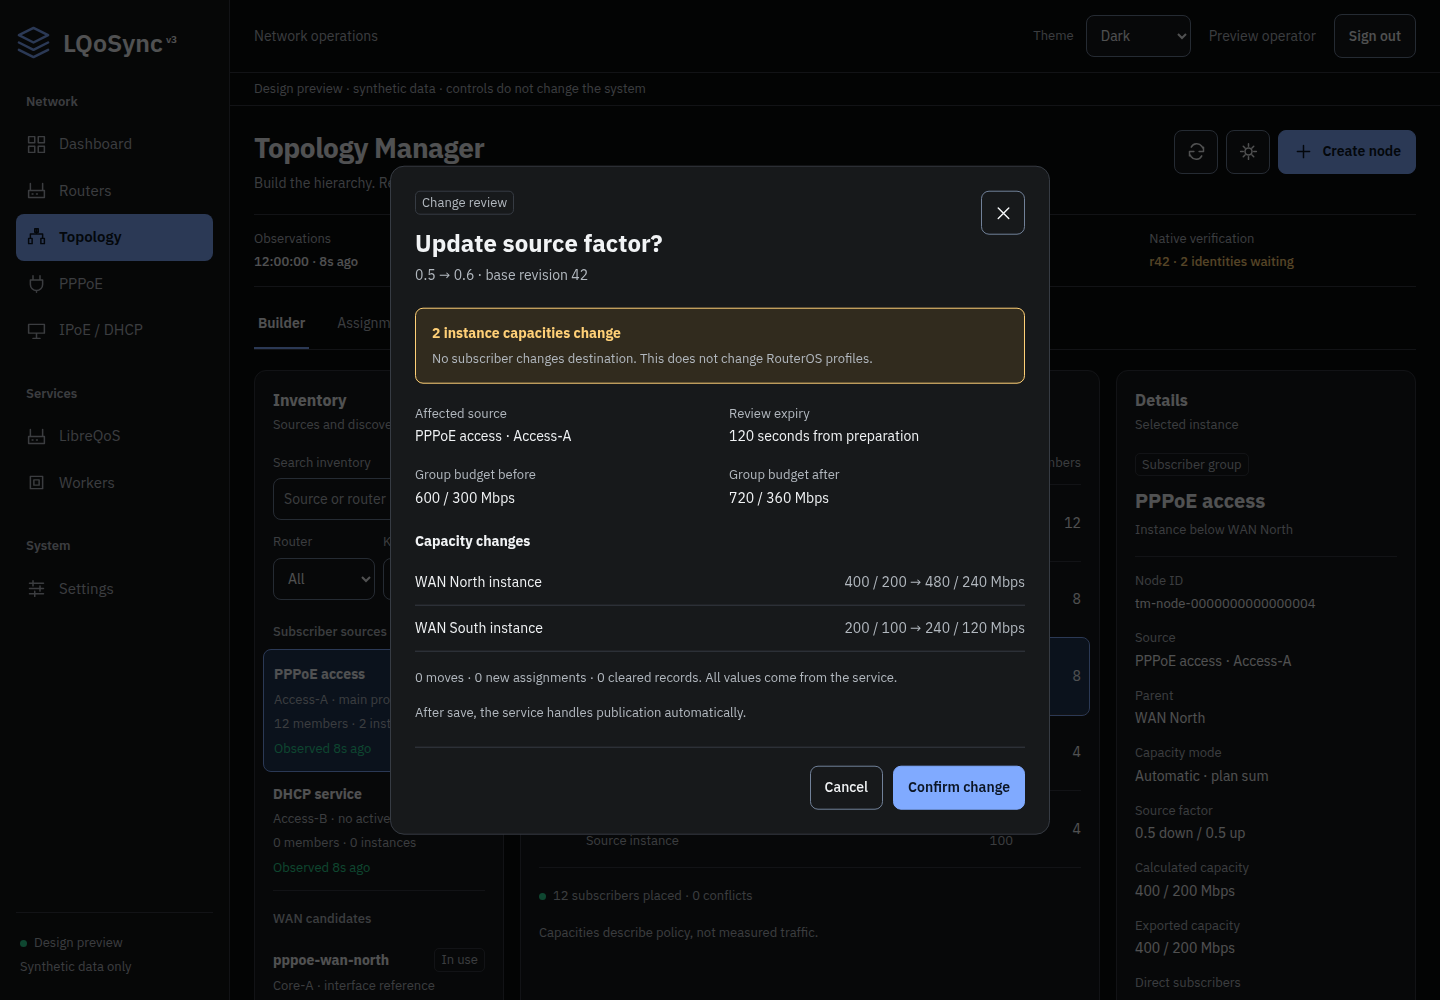 LQoSync v3
Network
Dashboard
Routers
Topology
PPPoE
IPoE / DHCP
Services
LibreQoS
Workers
System
Settings
Design preview
Synthetic data only
Network operations
Theme
Dark
Preview operator
Sign out
Design preview · synthetic data · controls do not change the system
Topology Manager
Build the hierarchy.
Create node
Observations
12:00:00 · 8s ago
Native verification
r42 · 2 identities waiting
Builder
Inventory
Selected instance
Search inventory
Source or router
Router
All
Subscriber sources
PPPoE access
Access-A · main
12 members · 2
Observed 8s ago
DHCP service
Access-B · no active
0 members · 0 instances
Observed 8s ago
WAN candidates
pppoe-wan-north
In use
Core-A · interface reference
Change review
Update source factor?
0.5 → 0.6 · base revision 42
2 instance capacities change
No subscriber changes destination. This does not change RouterOS profiles.
Affected source
PPPoE access · Access-A
Review expiry
120 seconds from preparation
Group budget before
600 / 300 Mbps
Group budget after
720 / 360 Mbps
Capacity changes
WAN North instance
400 / 200 → 480 / 240 Mbps
WAN South instance
200 / 100 → 240 / 120 Mbps
0 moves · 0 new assignments · 0 cleared records. All values come from the service.
After save, the service handles publication automatically.
Cancel
Confirm change
12
8
8
4
4
Source instance
100
12 subscribers placed · 0 conflicts
Capacities describe policy, not measured traffic.
Details
Selected instance
Subscriber group
PPPoE access
Instance below WAN North
Node ID
tm-node-0000000000000004
Source
PPPoE access · Access-A
Parent
WAN North
Capacity mode
Automatic · plan sum
Source factor
0.5 down / 0.5 up
Calculated capacity
400 / 200 Mbps
Exported capacity
400 / 200 Mbps
Direct subscribers